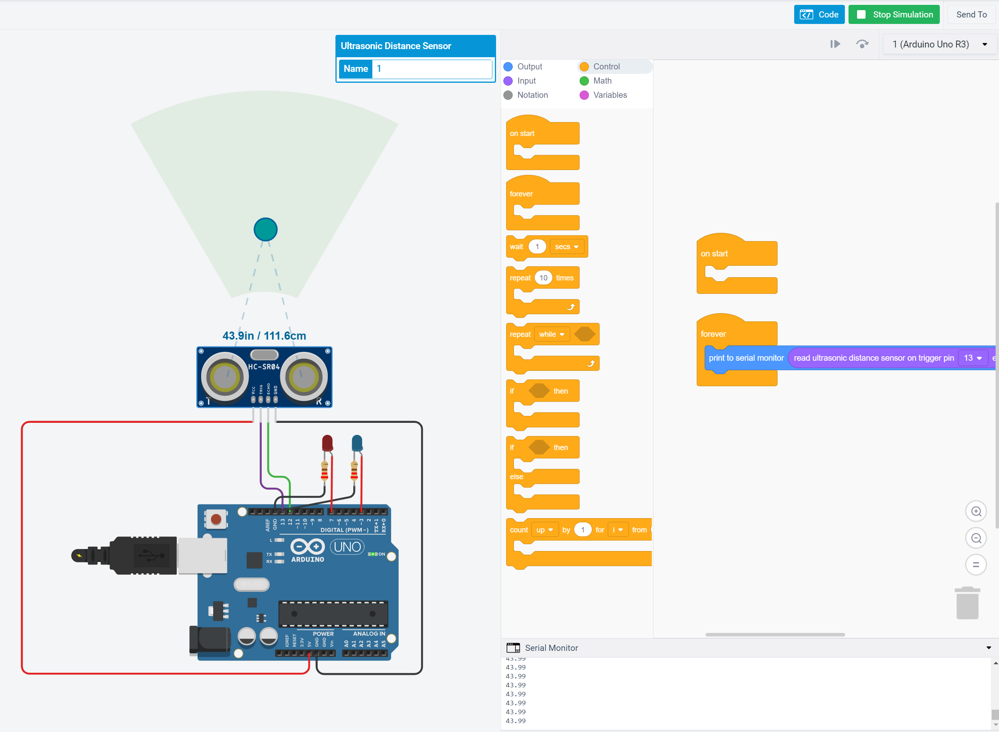 Code
Stop Simulation
Send To
Ultrasonic Distance Sensor
Name 1
1 (Arduino Uno R3)
Output
Control
Input
Math
Notation
Variables
on start
forever
wait 1 secs
repeat 10 times
repeat while
if then
if then
else
count up by 1 for i from
on start
forever
print to serial monitor read ultrasonic distance sensor on trigger pin 13 e
43.9in / 111.6cm
HC-SR04
VCC TRIG ECHO GND
T R
AREF GND 13 12 ~11 ~10 ~9 8 7 ~6 ~5 4 ~3 2 TX→1 RX←0
DIGITAL (PWM~)
L
TX
RX
UNO
ARDUINO
ON
POWER
ANALOG IN
IOREF RESET 3.3V 5V GND GND Vin A0 A1 A2 A3 A4 A5
Serial Monitor
43.99
43.99
43.99
43.99
43.99
43.99
43.99
43.99